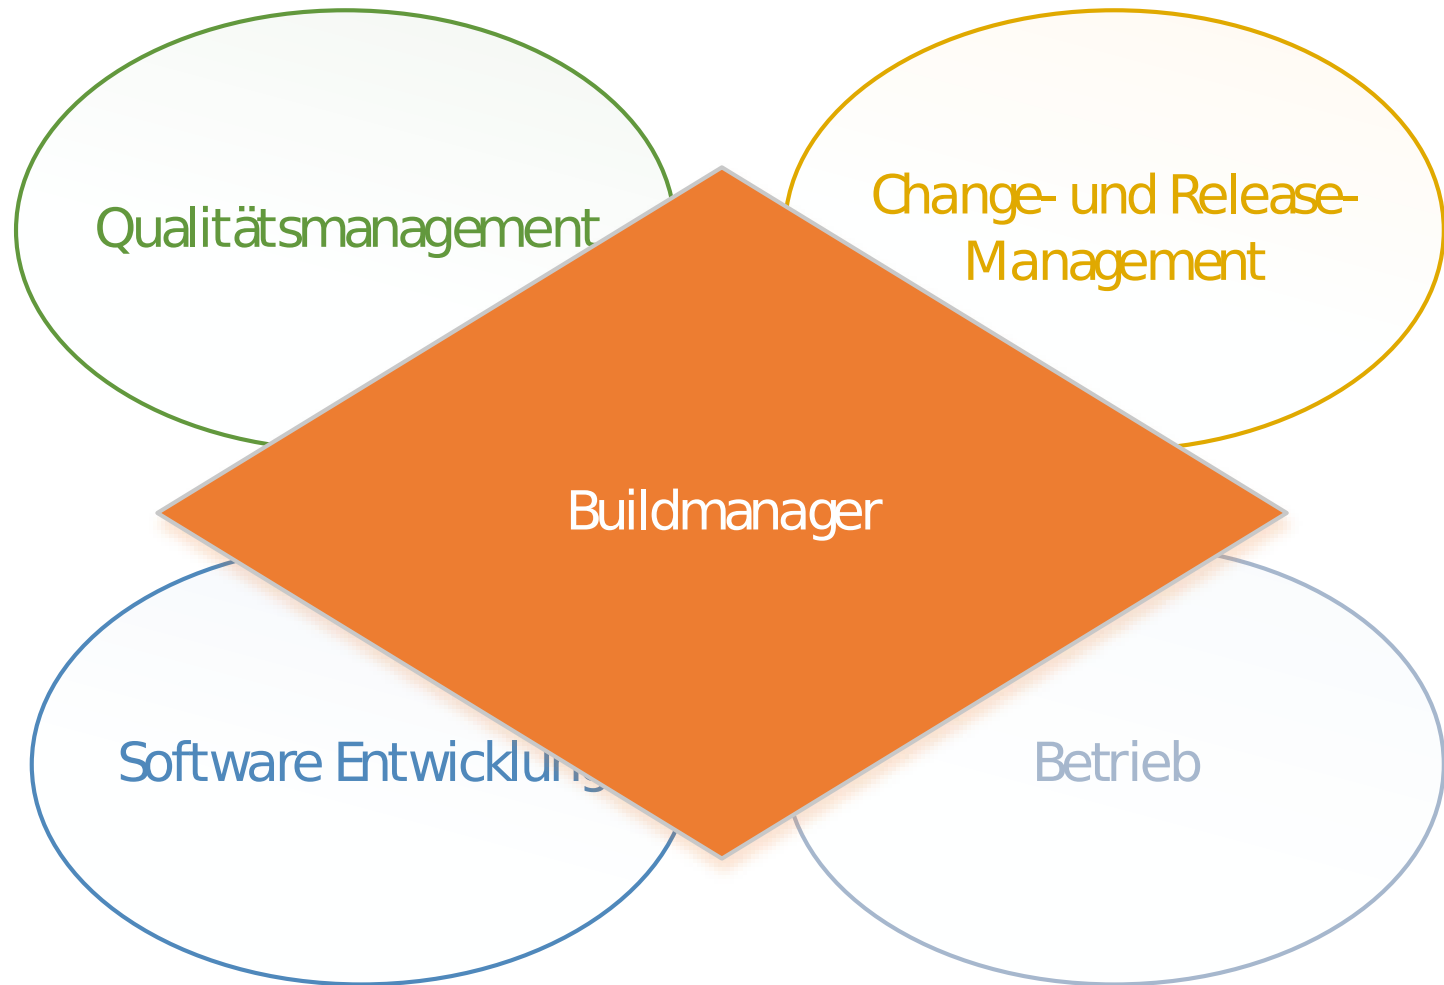 Qualitätsmanagement
Change- und Release-
Management
Buildmanager
Software Entwicklung
Betrieb